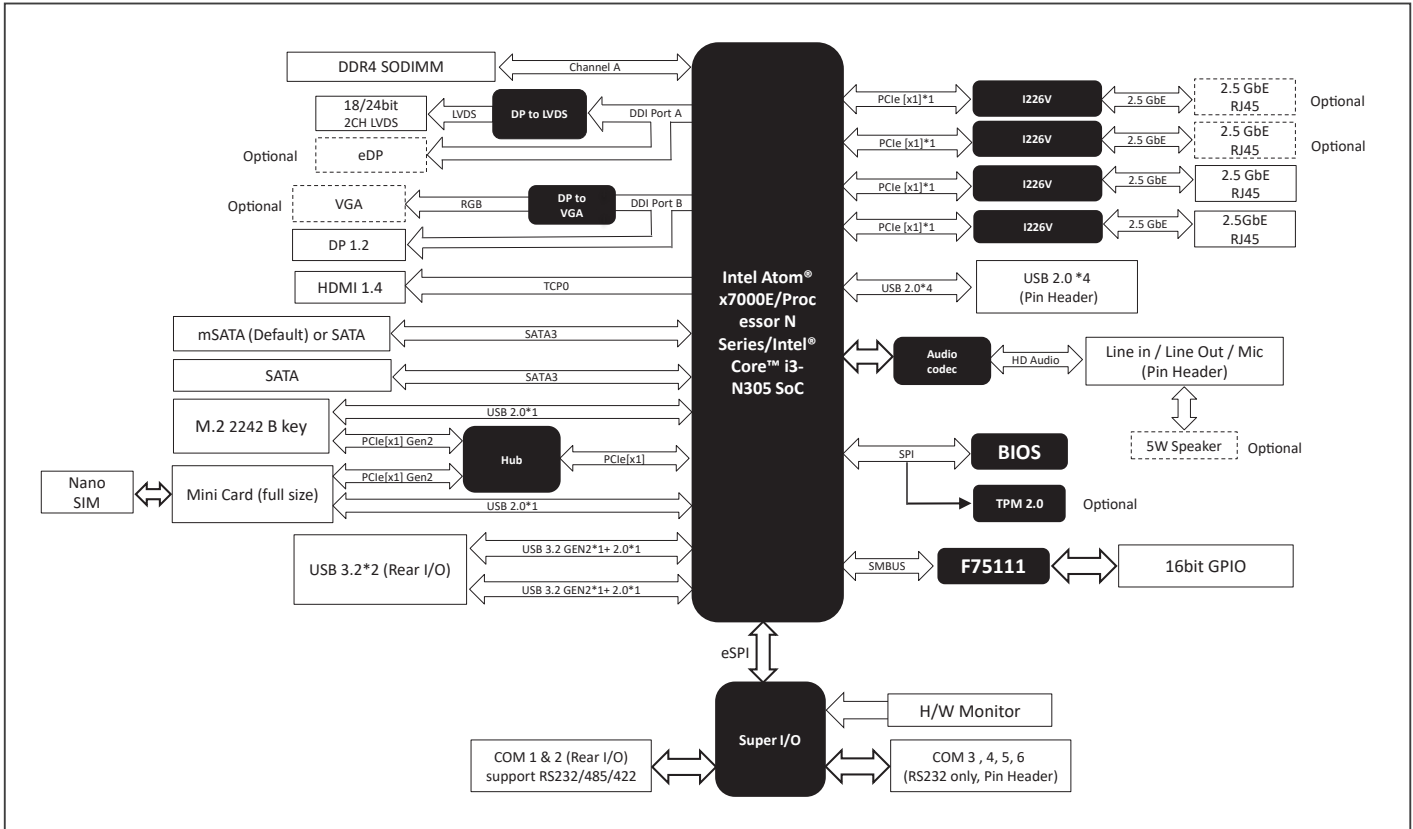 DDR4 SODIMM
Channel A
18/24bit
2CH LVDS
LVDS
DP to LVDS
DDI Port A
Optional
eDP
Optional
VGA
RGB
DP to
VGA
DDI Port B
DP 1.2
HDMI 1.4
TCP0
mSATA (Default) or SATA
SATA3
SATA
SATA3
M.2 2242 B key
USB 2.0*1
PCIe[x1] Gen2
Hub
PCIe[x1]
Nano
SIM
Mini Card (full size)
PCIe[x1] Gen2
USB 2.0*1
USB 3.2*2 (Rear I/O)
USB 3.2 GEN2*1+ 2.0*1
USB 3.2 GEN2*1+ 2.0*1
Intel Atom®
x7000E/Proc
essor N
Series/Intel®
Core™ i3-
N305 SoC
PCIe [x1]*1
I226V
2.5 GbE
2.5 GbE
RJ45
Optional
PCIe [x1]*1
I226V
2.5 GbE
2.5 GbE
RJ45
Optional
PCIe [x1]*1
I226V
2.5 GbE
2.5 GbE
RJ45
PCIe [x1]*1
I226V
2.5 GbE
2.5GbE
RJ45
USB 2.0*4
USB 2.0 *4
(Pin Header)
Audio
codec
HD Audio
Line in / Line Out / Mic
(Pin Header)
5W Speaker
Optional
SPI
BIOS
TPM 2.0
Optional
SMBUS
F75111
16bit GPIO
eSPI
Super I/O
H/W Monitor
COM 1 & 2 (Rear I/O)
support RS232/485/422
COM 3 , 4, 5, 6
(RS232 only, Pin Header)